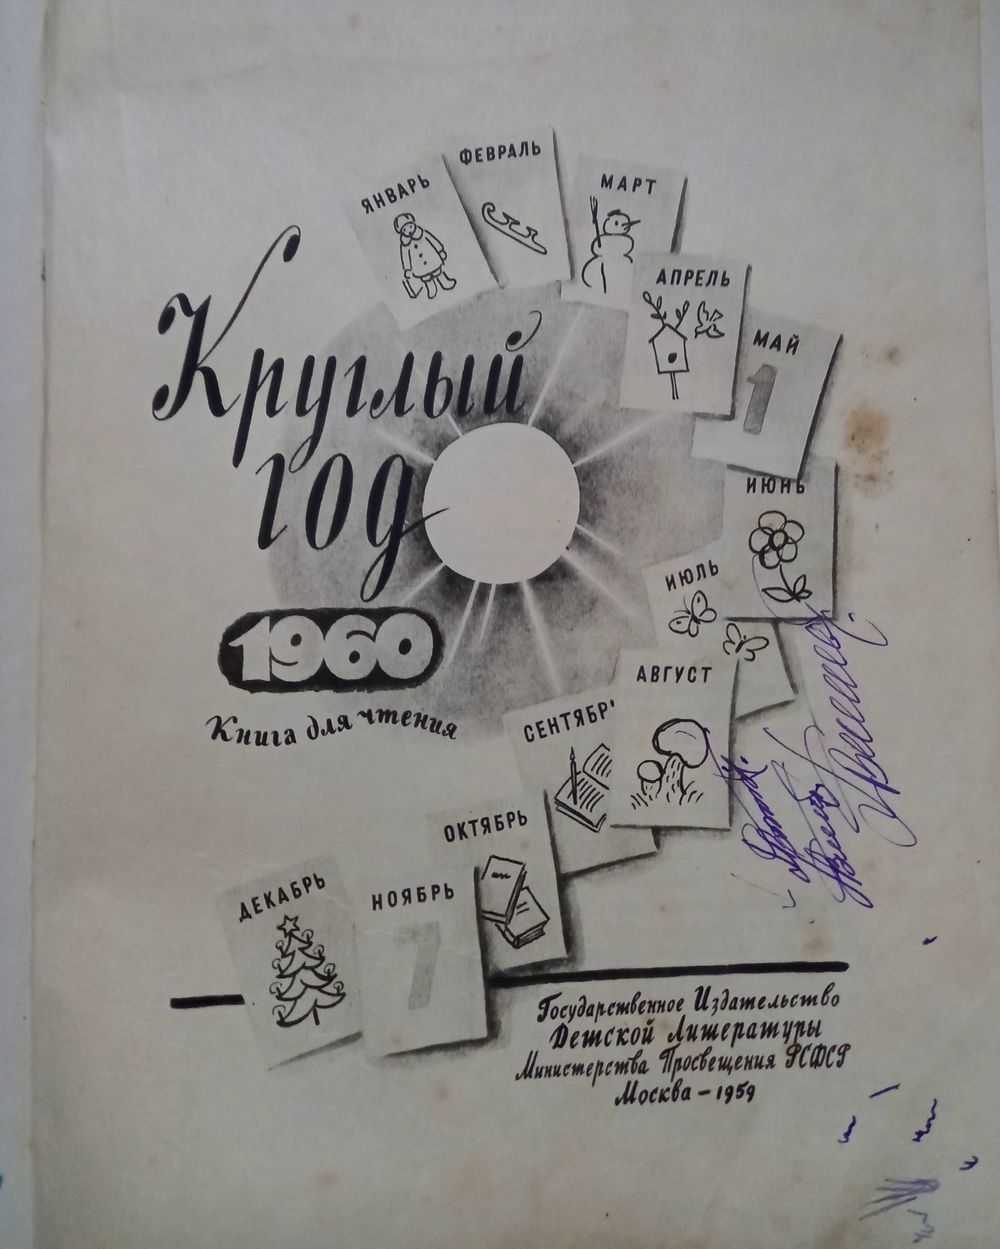 ЯНВАРЬ
ФЕВРАЛЬ
МАРТ
АПРЕЛЬ
МАЙ
1
ИЮНЬ
ИЮЛЬ
АВГУСТ
СЕНТЯБР
ОКТЯБРЬ
НОЯБРЬ
7
ДЕКАБРЬ
Круглый
год
1960
Книга для чтения
Государственное Издательство
Детской Литературы
Министерства Просвещения РСФСР
Москва – 1959